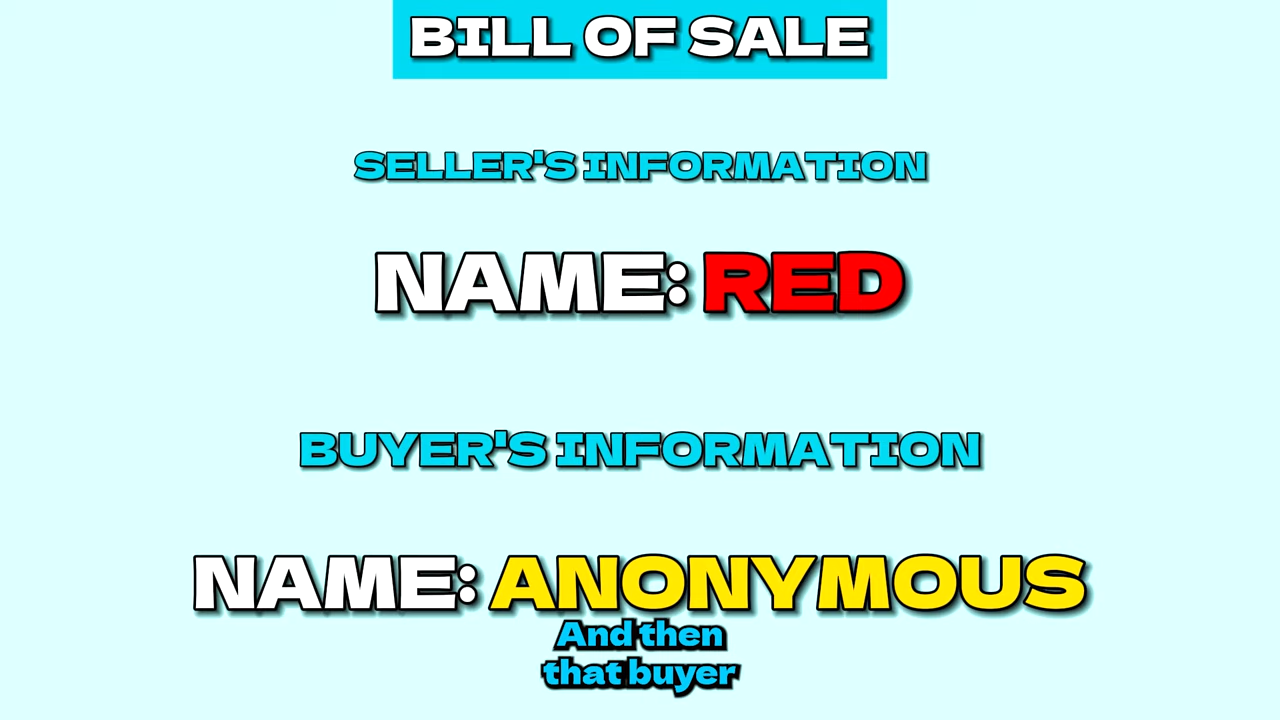 BILL OF SALE
SELLER'S INFORMATION
NAME: RED
BUYER'S INFORMATION
NAME: ANONYMOUS
And then
that buyer